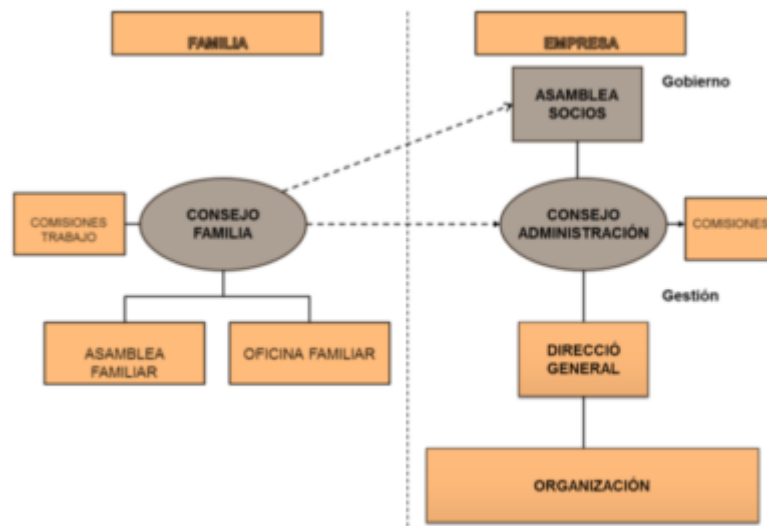 FAMILIA
EMPRESA
ASAMBLEA
SOCIOS
Gobierno
COMISIONES
TRABAJO
CONSEJO
FAMILIA
CONSEJO
ADMINISTRACIÓN
COMISIONES
Gestión
ASAMBLEA
FAMILIAR
OFICINA FAMILIAR
DIRECCIÓ
GENERAL
ORGANIZACIÓN